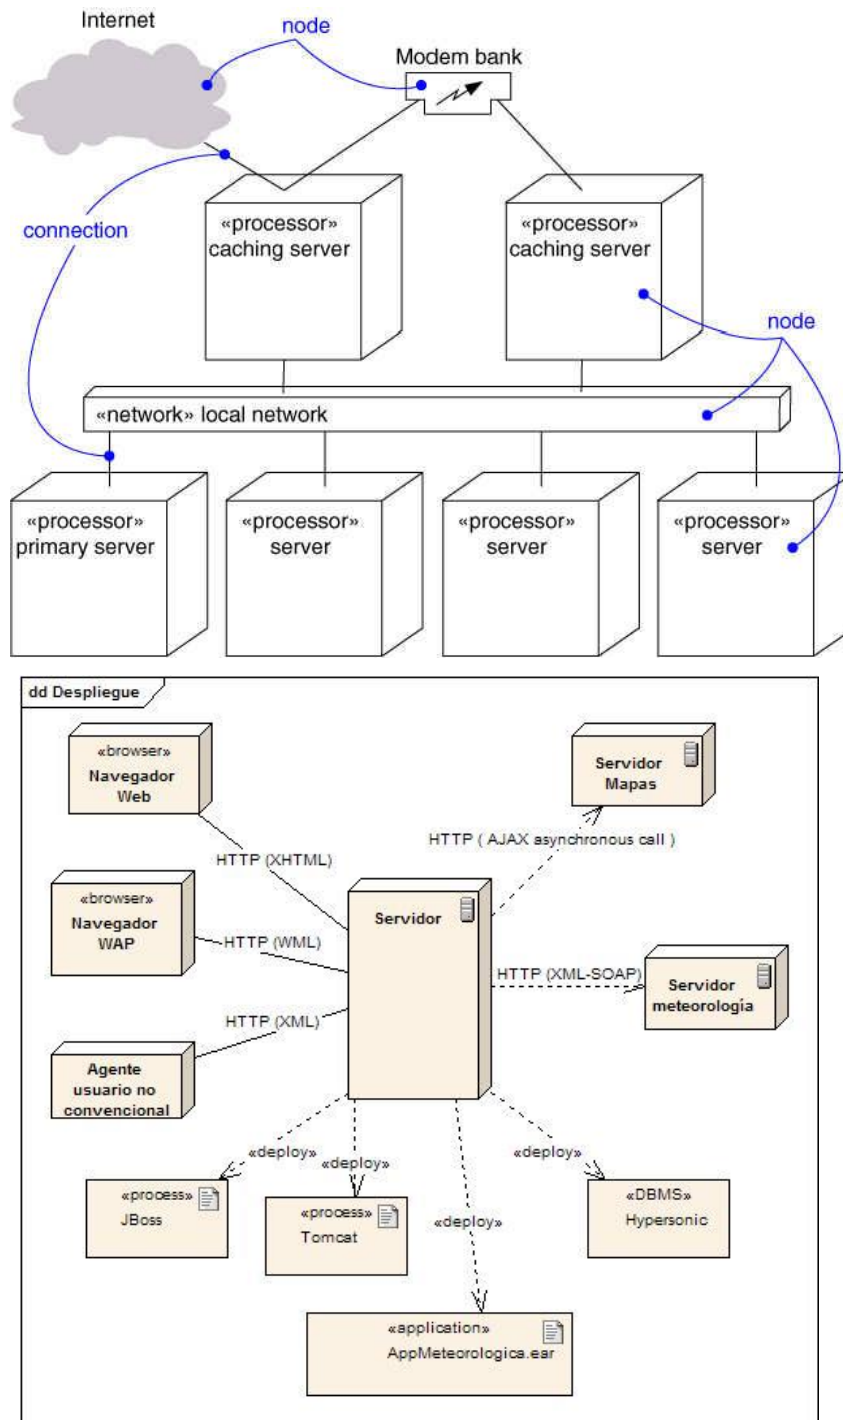 Internet
node
Modem bank
connection
«processor»
caching server
«processor»
caching server
node
«network» local network
«processor»
primary server
«processor»
server
«processor»
server
«processor»
server
dd Despliegue
«browser»
Navegador
Web
Servidor
Mapas
HTTP ( AJAX asynchronous call )
HTTP (XHTML)
«browser»
Navegador
WAP
HTTP (WML)
Servidor
HTTP (XML-SOAP)
Servidor
meteorología
HTTP (XML)
Agente
usuario no
convencional
«deploy»
«deploy»
«deploy»
«deploy»
«process»
JBoss
«process»
Tomcat
«DBMS»
Hypersonic
«application»
AppMeteorologica.ear